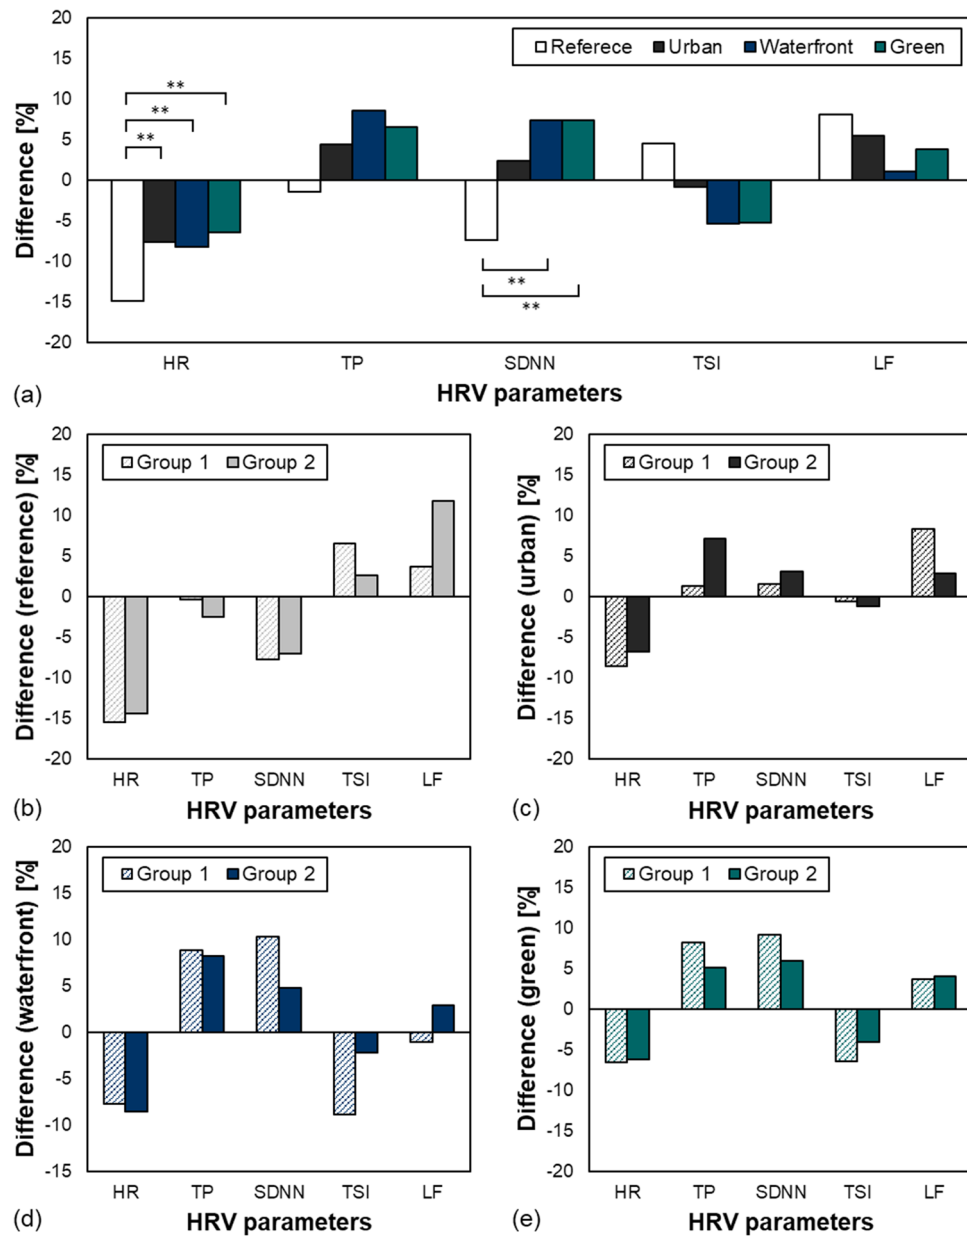 20
15
10
5
0
-5
-10
-15
-20
Difference [%]
Referece Urban Waterfront Green
**
**
**
**
**
HR TP SDNN TSI LF
HRV parameters
(a)
20
15
10
5
0
-5
-10
-15
-20
Difference (reference) [%]
Group 1 Group 2
HR TP SDNN TSI LF
HRV parameters
(b)
20
15
10
5
0
-5
-10
-15
-20
Difference (urban) [%]
Group 1 Group 2
HR TP SDNN TSI LF
HRV parameters
(c)
20
15
10
5
0
-5
-10
-15
Difference (waterfront) [%]
Group 1 Group 2
HR TP SDNN TSI LF
HRV parameters
(d)
20
15
10
5
0
-5
-10
-15
-20
Difference (green) [%]
Group 1 Group 2
HR TP SDNN TSI LF
HRV parameters
(e)